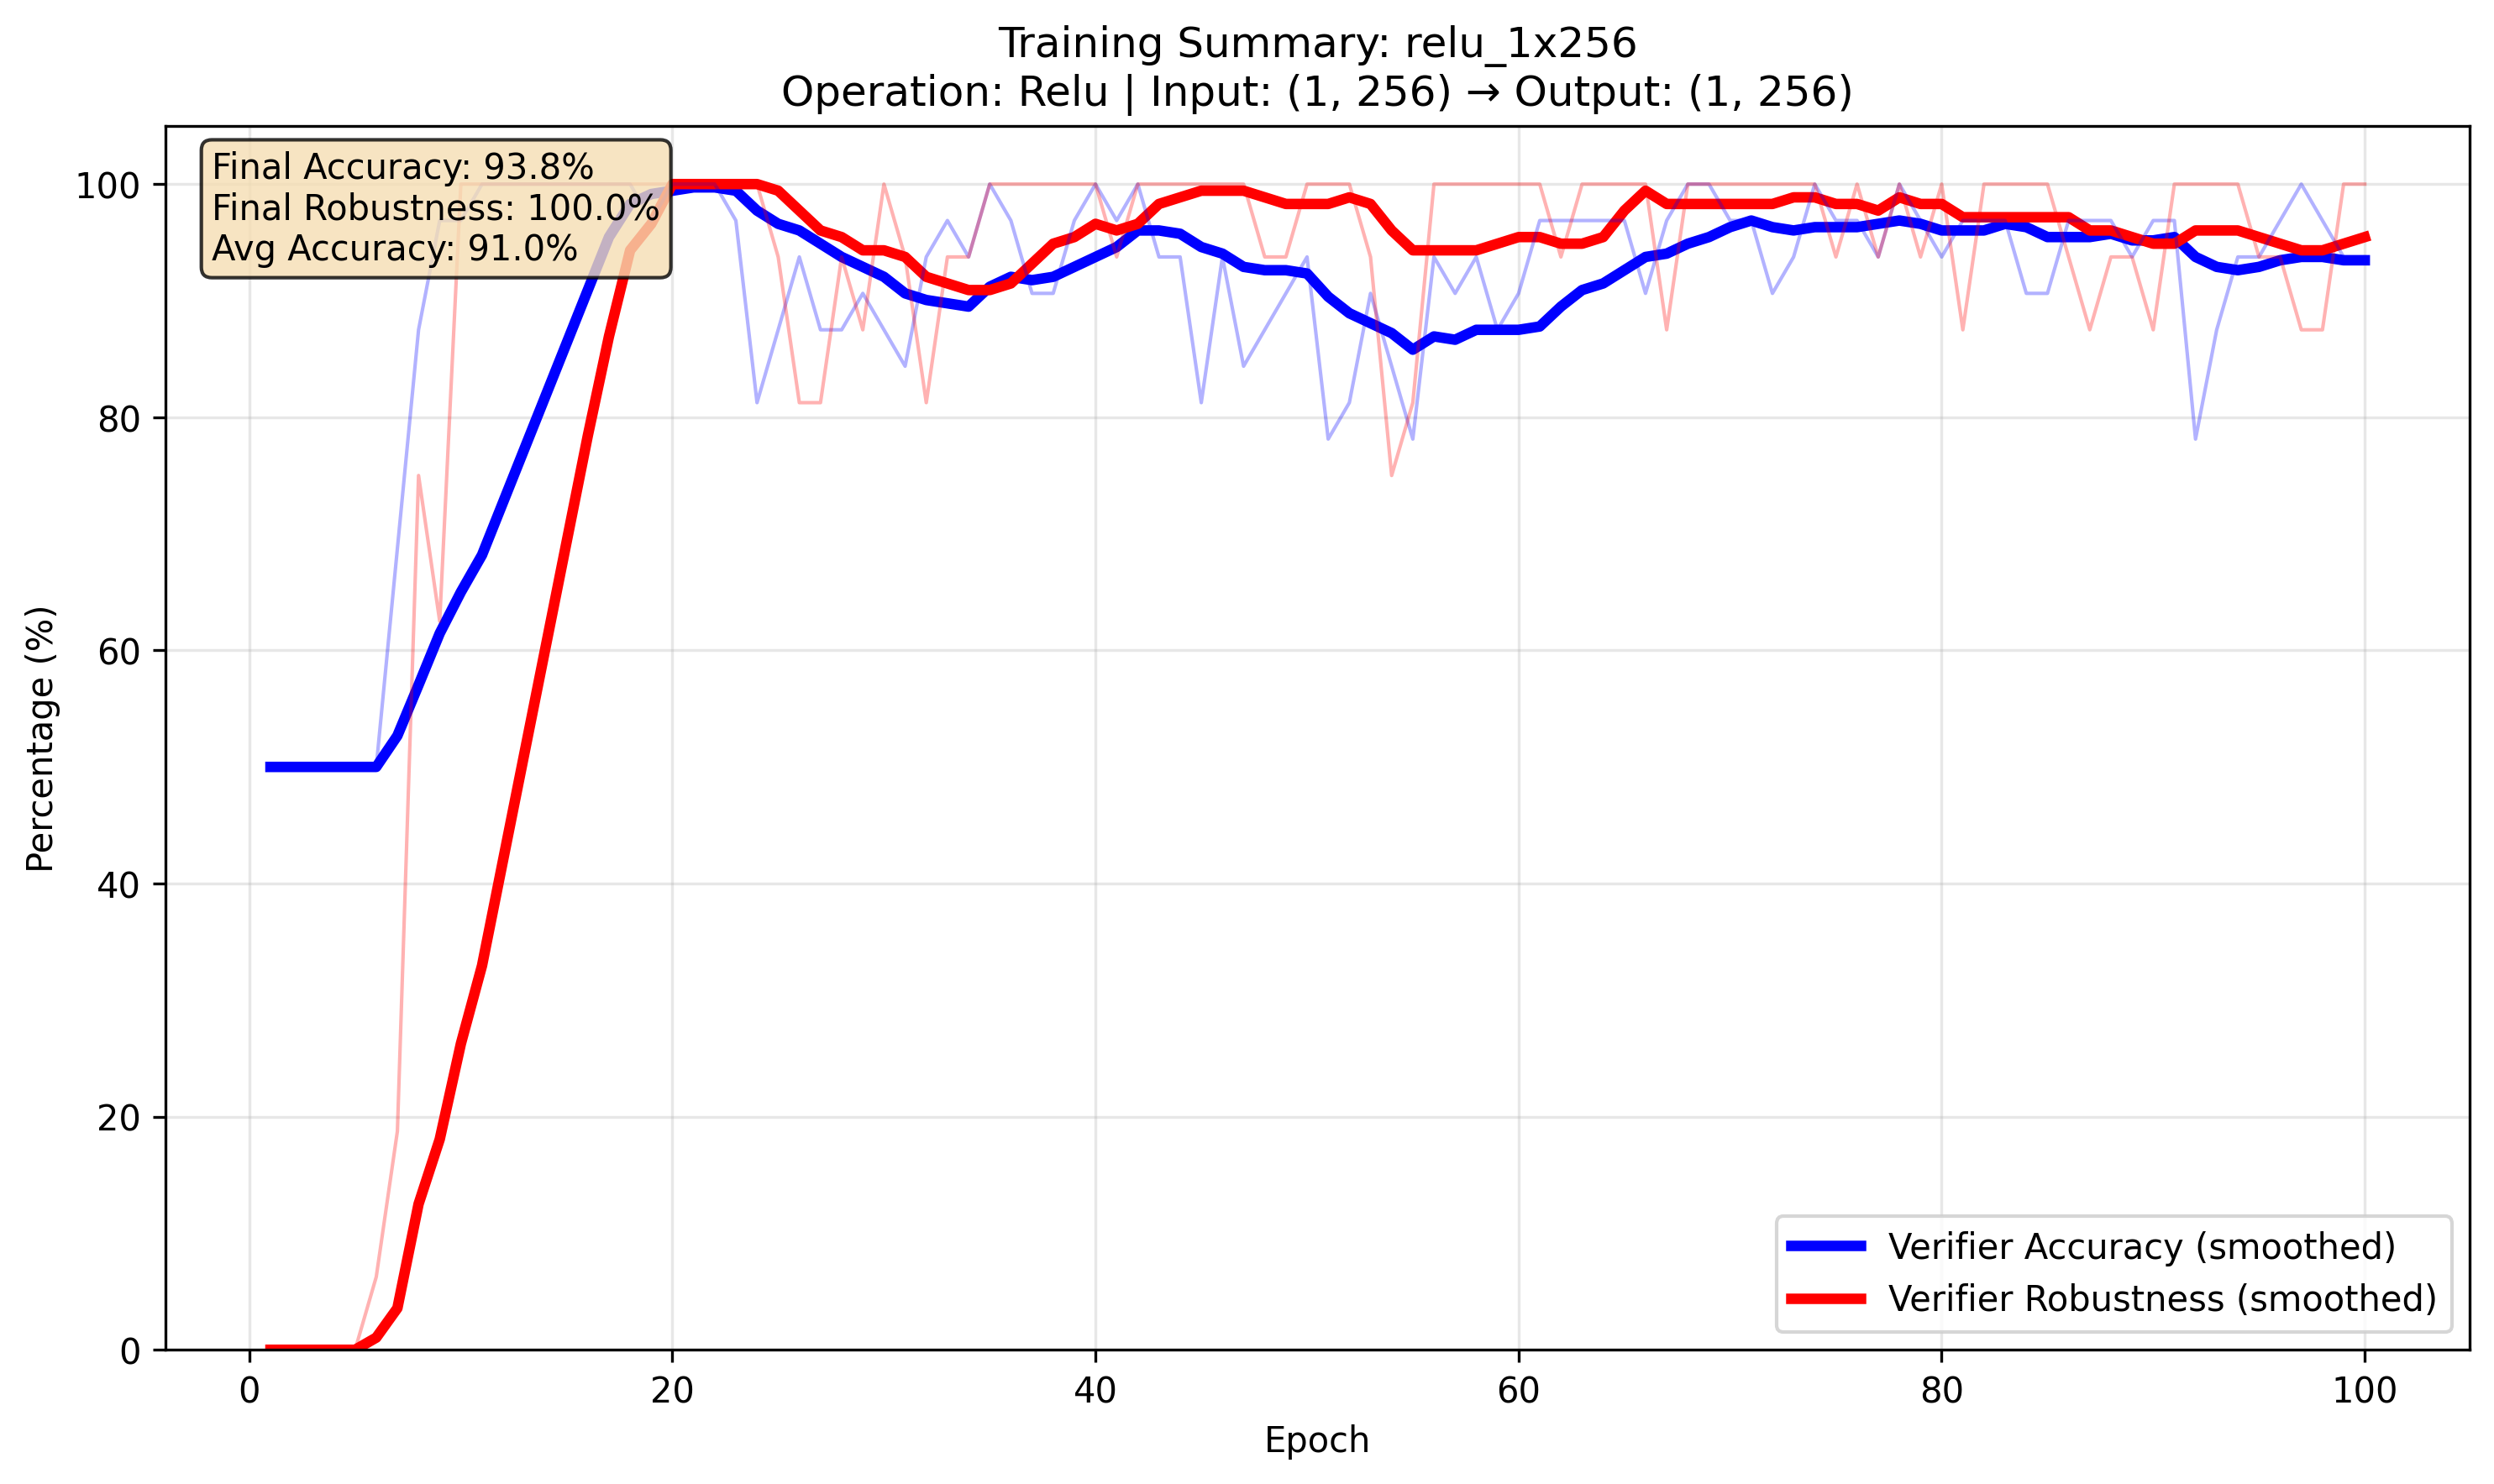 Training Summary: relu_1x256
Operation: Relu | Input: (1, 256) → Output: (1, 256)
Final Accuracy: 93.8%
Final Robustness: 100.0%
Avg Accuracy: 91.0%
100
80
60
40
20
0
Percentage (%)
Verifier Accuracy (smoothed)
Verifier Robustness (smoothed)
0 20 40 60 80 100
Epoch